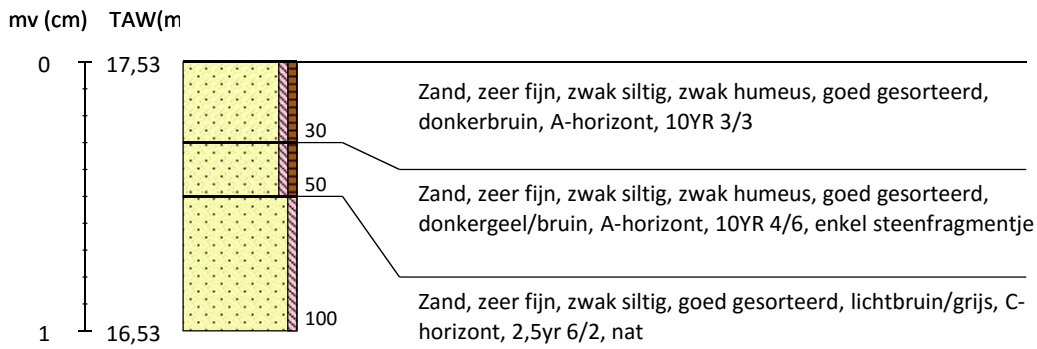 mv (cm) TAW(m
0 17,53
Zand, zeer fijn, zwak siltig, zwak humeus, goed gesorteerd,
donkerbruin, A-horizont, 10YR 3/3
30
50
Zand, zeer fijn, zwak siltig, zwak humeus, goed gesorteerd,
donkergeel/bruin, A-horizont, 10YR 4/6, enkel steenfragmentje
100
Zand, zeer fijn, zwak siltig, goed gesorteerd, lichtbruin/grijs, C-
horizont, 2,5yr 6/2, nat
1 16,53